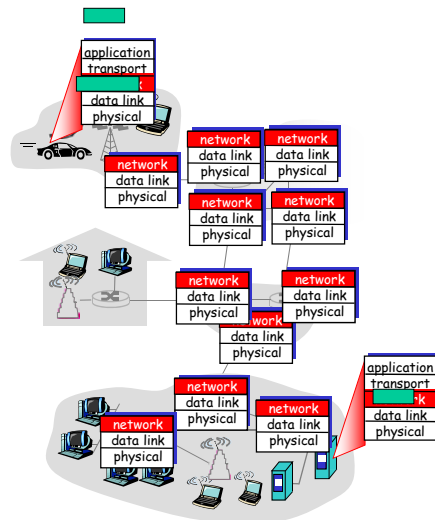 application
transport
data link
physical
network
data link
physical
network
data link
physical
network
data link
physical
network
data link
physical
network
data link
physical
network
data link
physical
network
data link
physical
network
data link
physical
network
data link
physical
application
transport
data link
physical
network
data link
physical
network
data link
physical